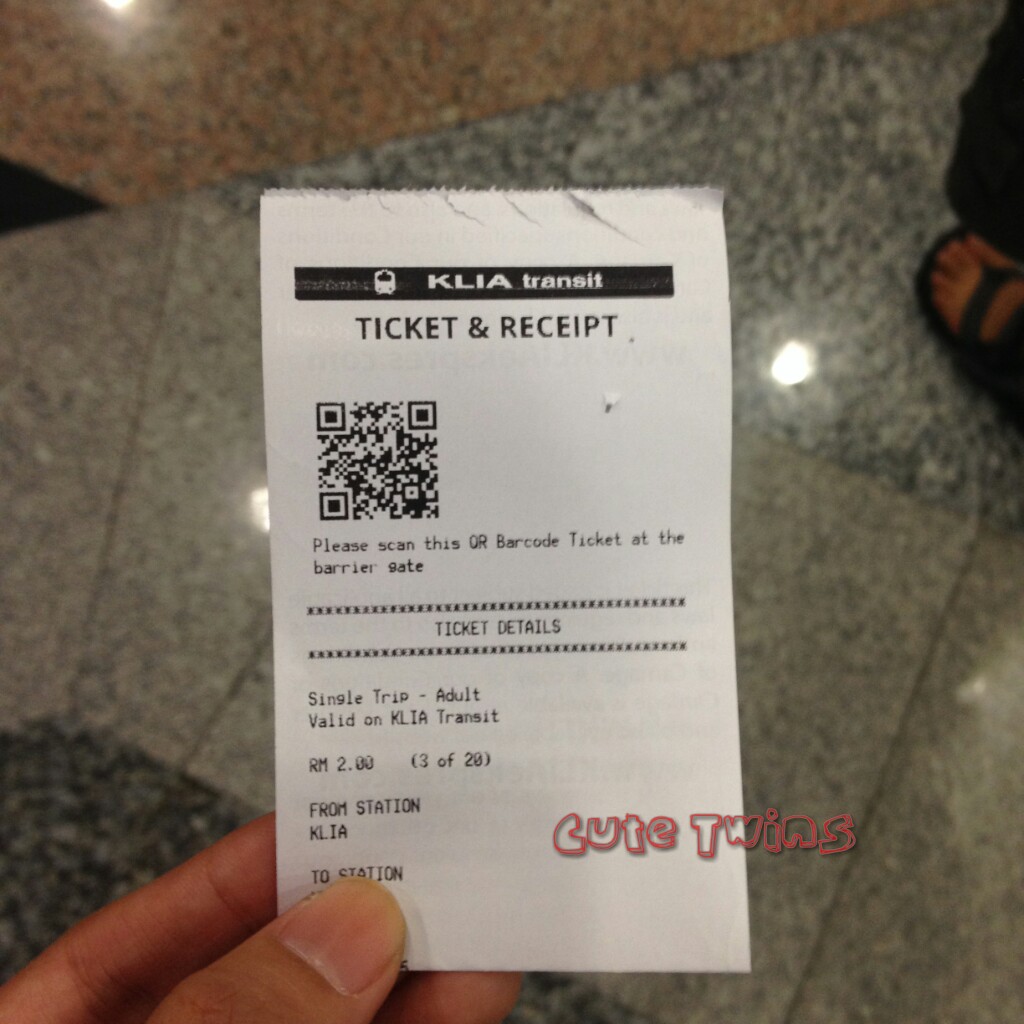 KLIA transit
TICKET & RECEIPT
Please scan this QR Barcode Ticket at the
barrier gate
****************************************
TICKET DETAILS
****************************************
Single Trip - Adult
Valid on KLIA Transit
RM 2.00 (3 of 20)
FROM STATION
KLIA
Cute Twins
TO STATION